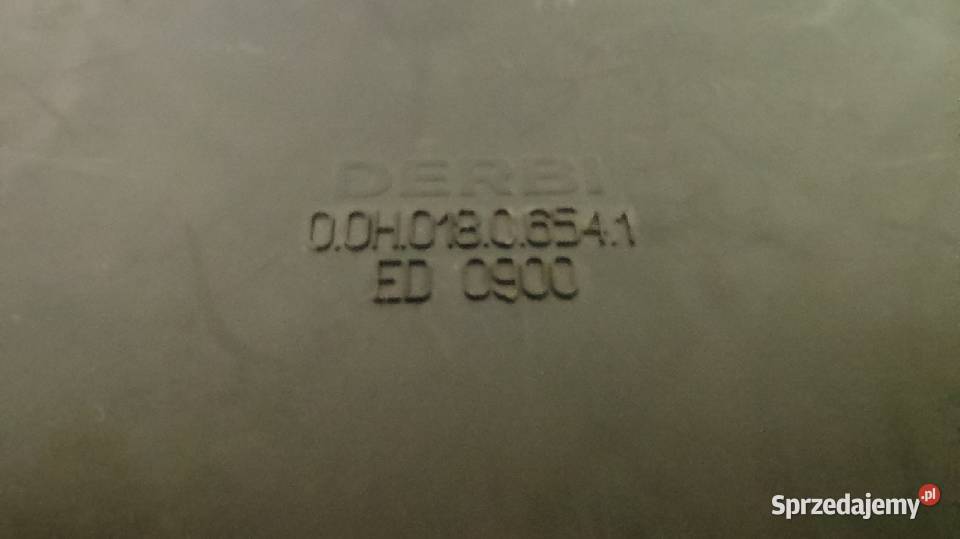 DERBI
0.0H.018.0.654.1
ED 0900
Sprzedajemy.pl